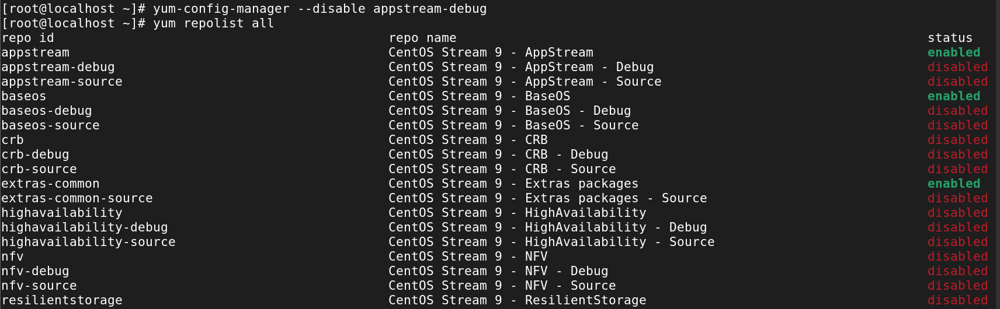 [root@localhost ~]# yum-config-manager --disable appstream-debug
[root@localhost ~]# yum repolist all
repo id repo name status
appstream CentOS Stream 9 - AppStream enabled
appstream-debug CentOS Stream 9 - AppStream - Debug disabled
appstream-source CentOS Stream 9 - AppStream - Source disabled
baseos CentOS Stream 9 - BaseOS enabled
baseos-debug CentOS Stream 9 - BaseOS - Debug disabled
baseos-source CentOS Stream 9 - BaseOS - Source disabled
crb CentOS Stream 9 - CRB disabled
crb-debug CentOS Stream 9 - CRB - Debug disabled
crb-source CentOS Stream 9 - CRB - Source disabled
extras-common CentOS Stream 9 - Extras packages enabled
extras-common-source CentOS Stream 9 - Extras packages - Source disabled
highavailability CentOS Stream 9 - HighAvailability disabled
highavailability-debug CentOS Stream 9 - HighAvailability - Debug disabled
highavailability-source CentOS Stream 9 - HighAvailability - Source disabled
nfv CentOS Stream 9 - NFV disabled
nfv-debug CentOS Stream 9 - NFV - Debug disabled
nfv-source CentOS Stream 9 - NFV - Source disabled
resilientstorage CentOS Stream 9 - ResilientStorage disabled